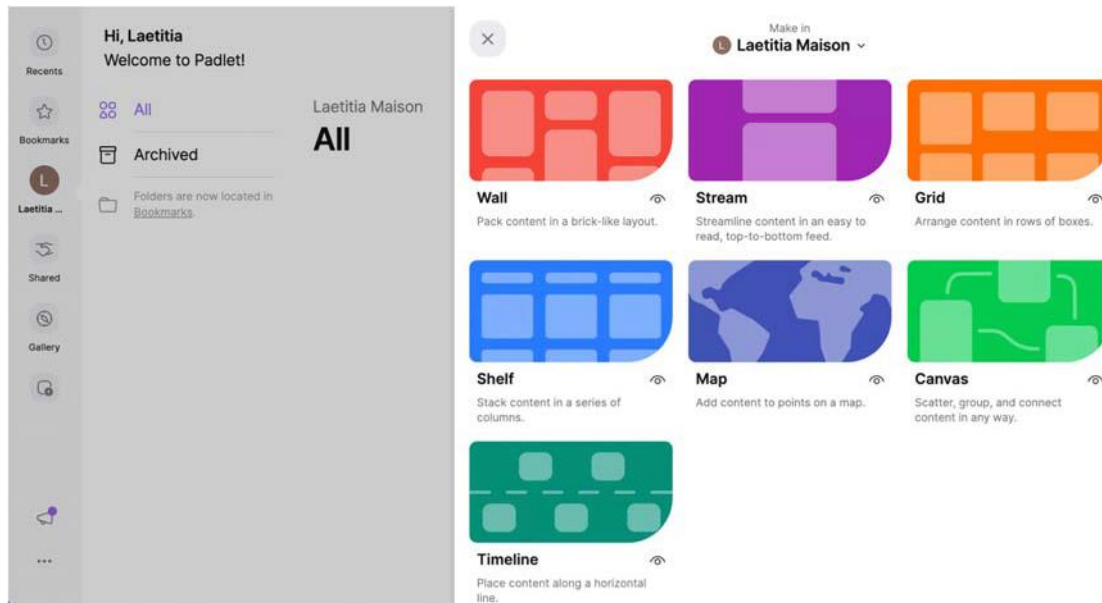 Recents
Bookmarks
L
Laetitia ...
Shared
Gallery
Hi, Laetitia
Welcome to Padlet!
All
Archived
Folders are now located in
Bookmarks.
Laetitia Maison
All
Make in
L Laetitia Maison
Wall
Pack content in a brick-like layout.
Stream
Streamline content in an easy to
read, top-to-bottom feed.
Grid
Arrange content in rows of boxes.
Shelf
Stack content in a series of
columns.
Map
Add content to points on a map.
Canvas
Scatter, group, and connect
content in any way.
Timeline
Place content along a horizontal
line.